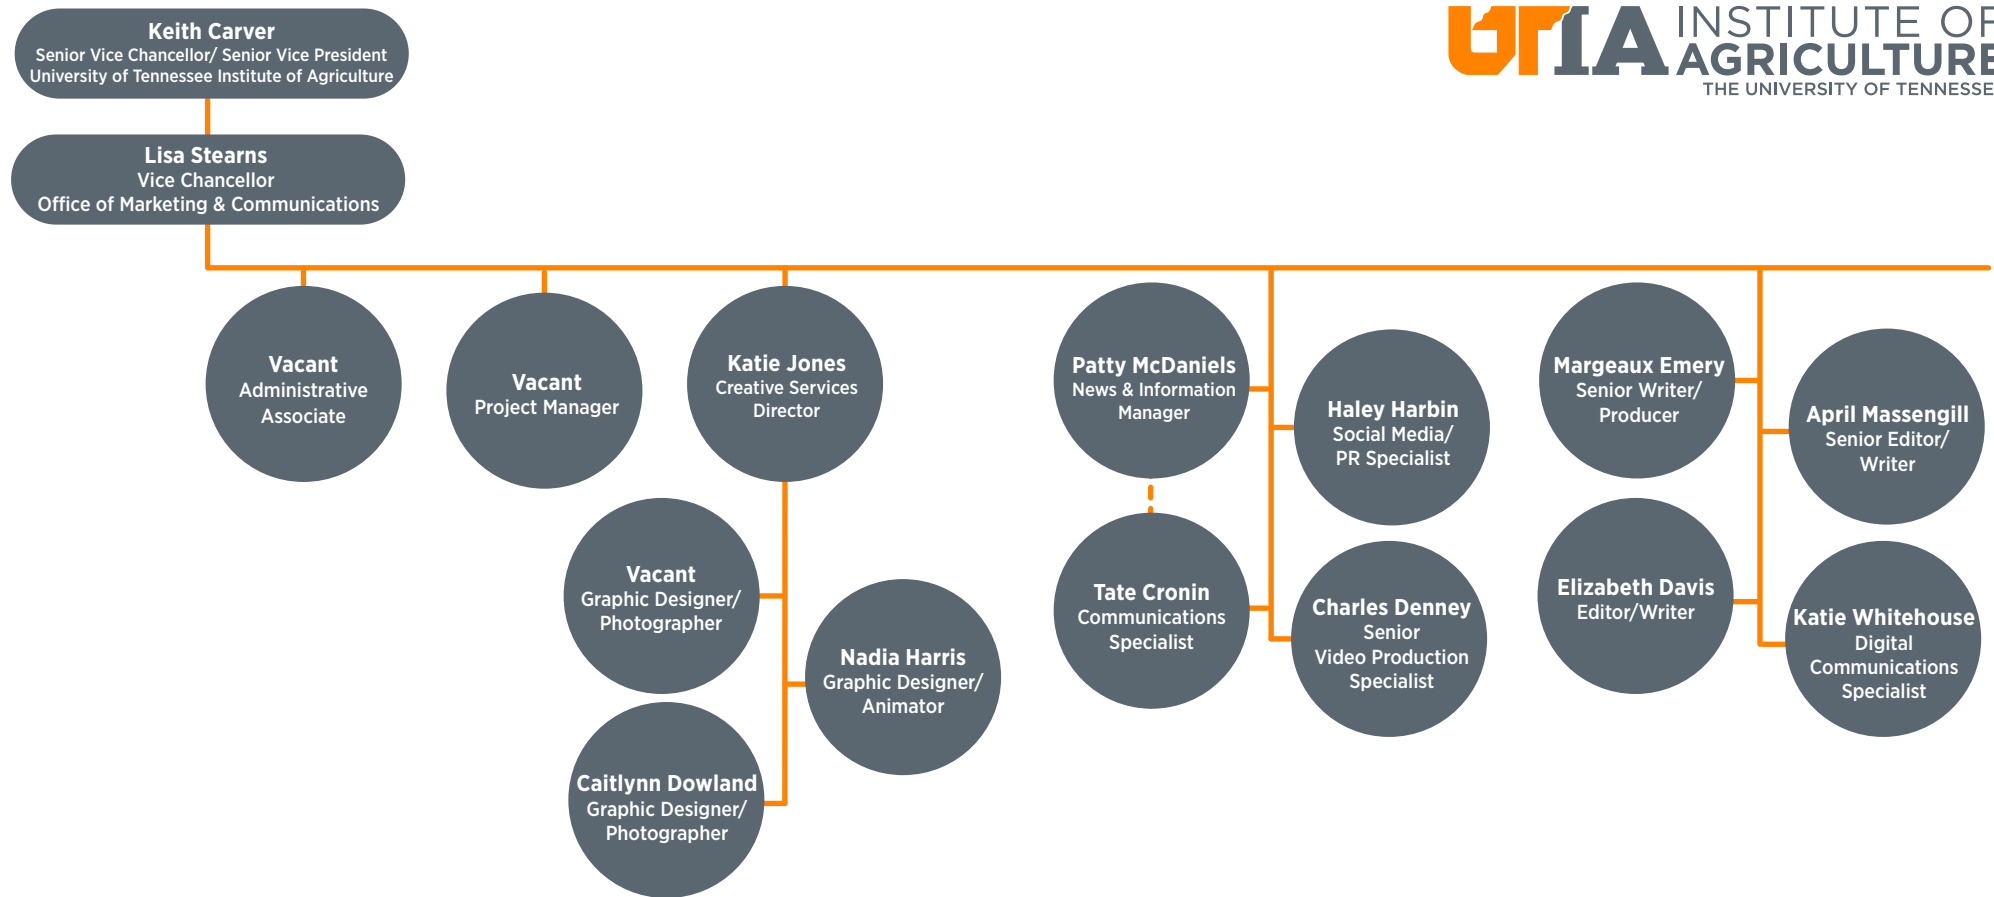 Keith Carver
Senior Vice Chancellor/ Senior Vice President
University of Tennessee Institute of Agriculture
UTIA INSTITUTE OF
AGRICULTURE
THE UNIVERSITY OF TENNESSE
Lisa Stearns
Vice Chancellor
Office of Marketing & Communications
Vacant
Administrative
Associate
Vacant
Project Manager
Katie Jones
Creative Services
Director
Vacant
Graphic Designer/
Photographer
Nadia Harris
Graphic Designer/
Animator
Caitlynn Dowland
Graphic Designer/
Photographer
Patty McDaniels
News & Information
Manager
Haley Harbin
Social Media/
PR Specialist
Tate Cronin
Communications
Specialist
Charles Denney
Senior
Video Production
Specialist
Margeaux Emery
Senior Writer/
Producer
April Massengill
Senior Editor/
Writer
Elizabeth Davis
Editor/Writer
Katie Whitehouse
Digital
Communications
Specialist